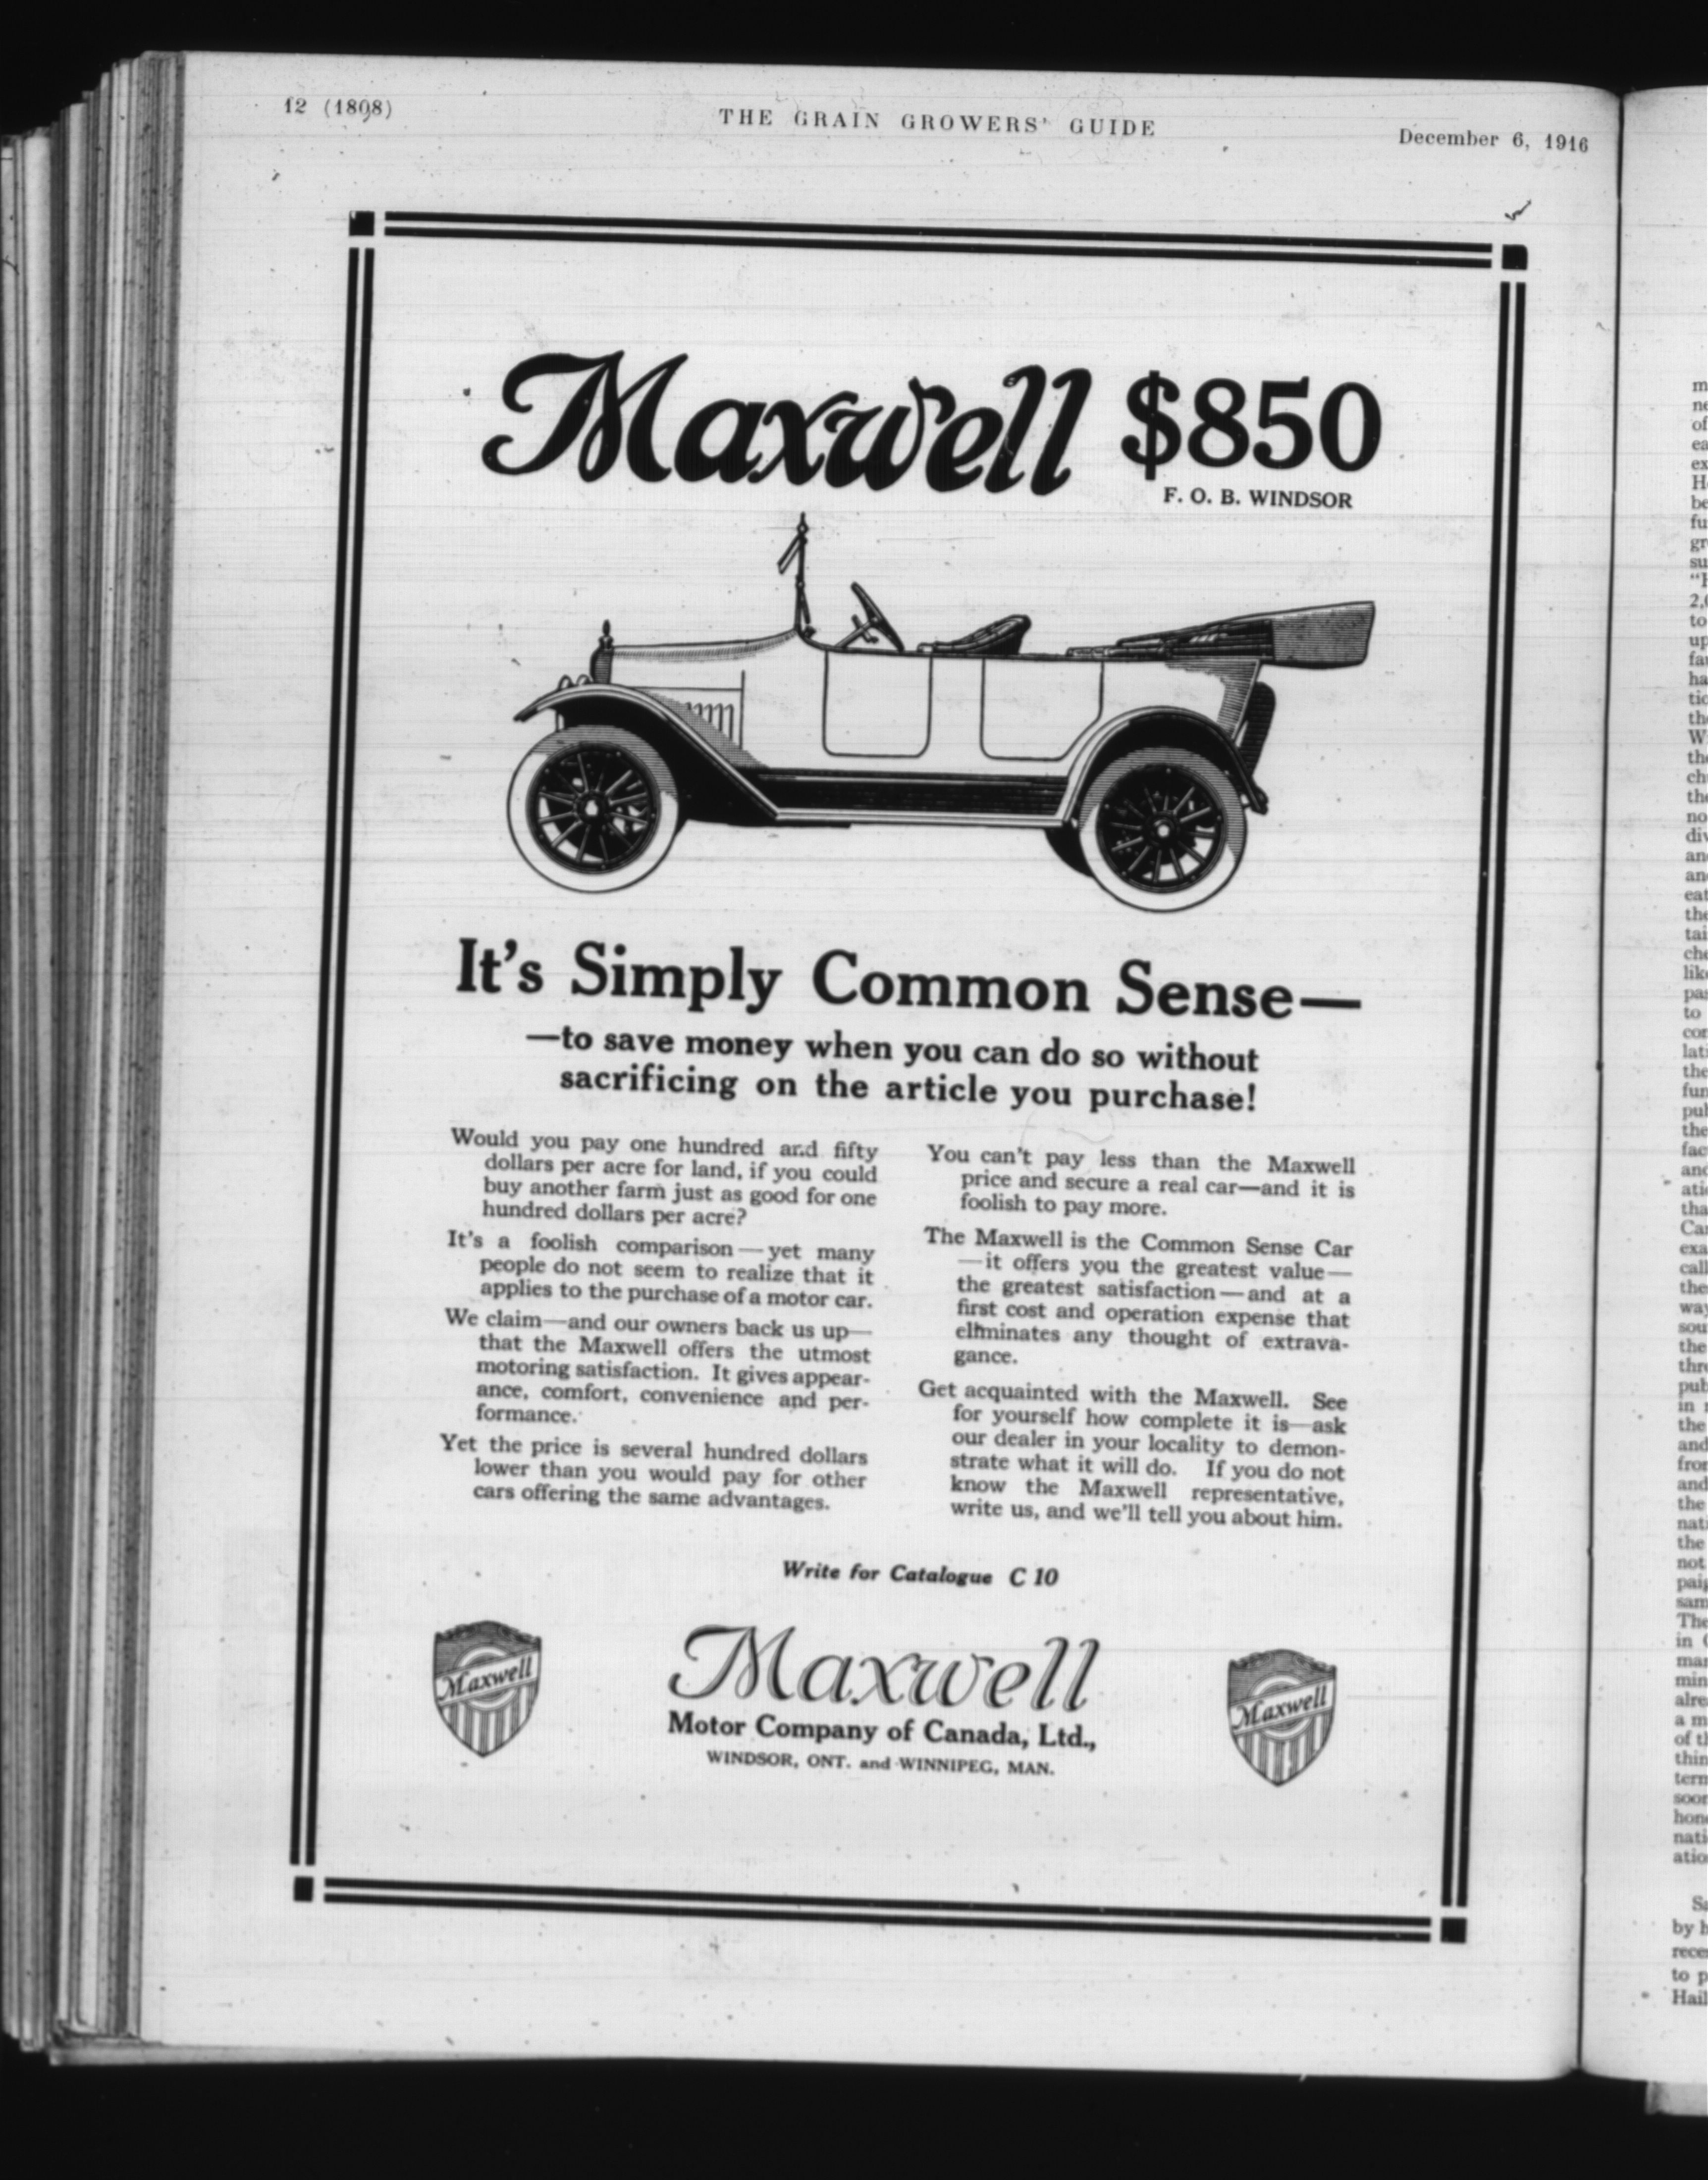 12 (1808)
THE GRAIN GROWERS' GUIDE
December 6, 1916
Maxwell $850
F. O. B. WINDSOR
It's Simply Common Sense—
—to save money when you can do so without
sacrificing on the article you purchase!
Would you pay one hundred and fifty
dollars per acre for land, if you could
buy another farm just as good for one
hundred dollars per acre?
It's a foolish comparison—yet many
people do not seem to realize that it
applies to the purchase of a motor car.
We claim—and our owners back us up—
that the Maxwell offers the utmost
motoring satisfaction. It gives appear-
ance, comfort, convenience and per-
formance.
Yet the price is several hundred dollars
lower than you would pay for other
cars offering the same advantages.
You can't pay less than the Maxwell
price and secure a real car—and it is
foolish to pay more.
The Maxwell is the Common Sense Car
—it offers you the greatest value—
the greatest satisfaction—and at a
first cost and operation expense that
eliminates any thought of extrava-
gance.
Get acquainted with the Maxwell. See
for yourself how complete it is—ask
our dealer in your locality to demon-
strate what it will do. If you do not
know the Maxwell representative,
write us, and we'll tell you about him.
Write for Catalogue C 10
Maxwell
Maxwell
Motor Company of Canada, Ltd.,
WINDSOR, ONT. and WINNIPEG, MAN.
Maxwell